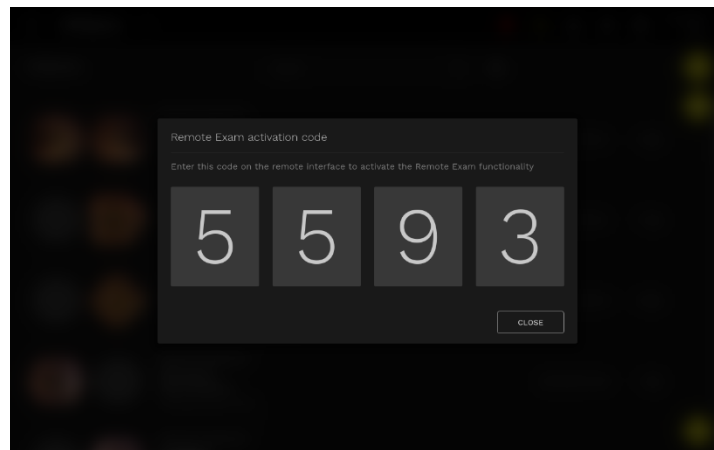 Remote Exam activation code
Enter this code on the remote interface to activate the Remote Exam functionality
5 5 9 3
CLOSE